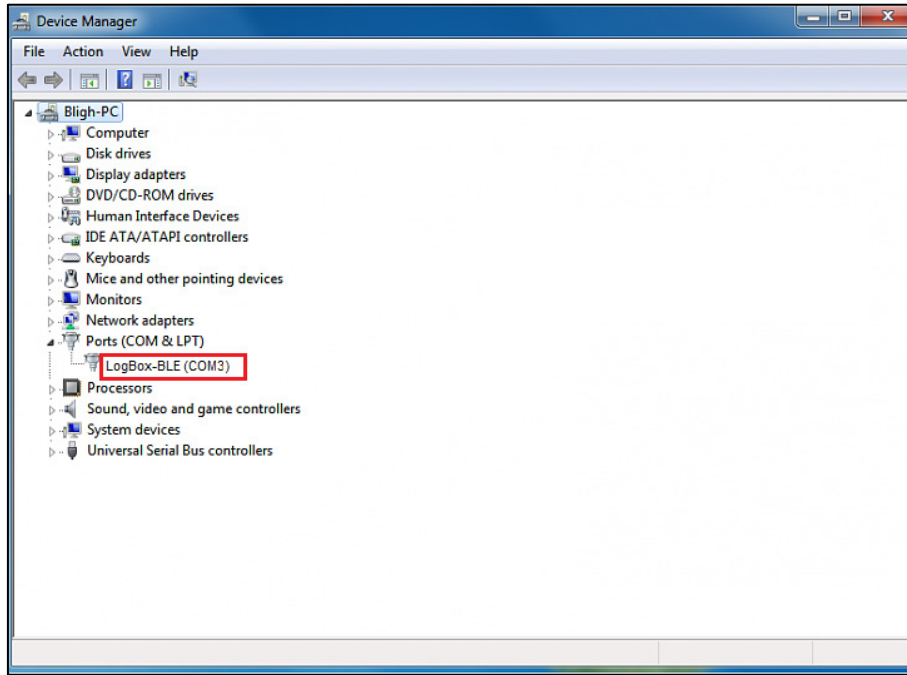 Device Manager
File Action View Help
Bligh-PC
Computer
Disk drives
Display adapters
DVD/CD-ROM drives
Human Interface Devices
IDE ATA/ATAPI controllers
Keyboards
Mice and other pointing devices
Monitors
Network adapters
Ports (COM & LPT)
LogBox-BLE (COM3)
Processors
Sound, video and game controllers
System devices
Universal Serial Bus controllers